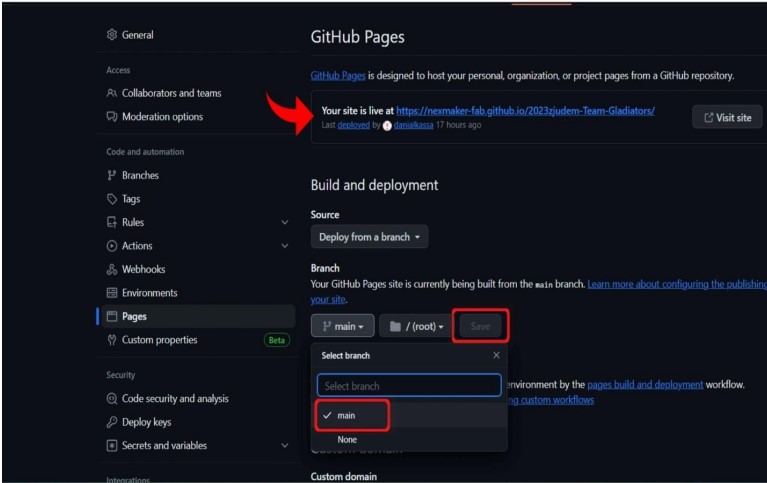 General
Access
Collaborators and teams
Moderation options
Code and automation
Branches
Tags
Rules
Actions
Webhooks
Environments
Pages
Custom properties Beta
Security
Code security and analysis
Deploy keys
Secrets and variables
Integrations
GitHub Pages
GitHub Pages is designed to host your personal, organization, or project pages from a GitHub repository.
Your site is live at https://nexmaker-fab.github.io/2023zjudem-Team-Gladiators/
Last deployed by danialkassa 17 hours ago
Visit site
Build and deployment
Source
Deploy from a branch
Branch
Your GitHub Pages site is currently being built from the main branch. Learn more about configuring the publishing
your site.
main / (root) Save
Select branch
Select branch
main
None
environment by the pages build and deployment workflow.
ng custom workflows
Custom domain
Custom domain